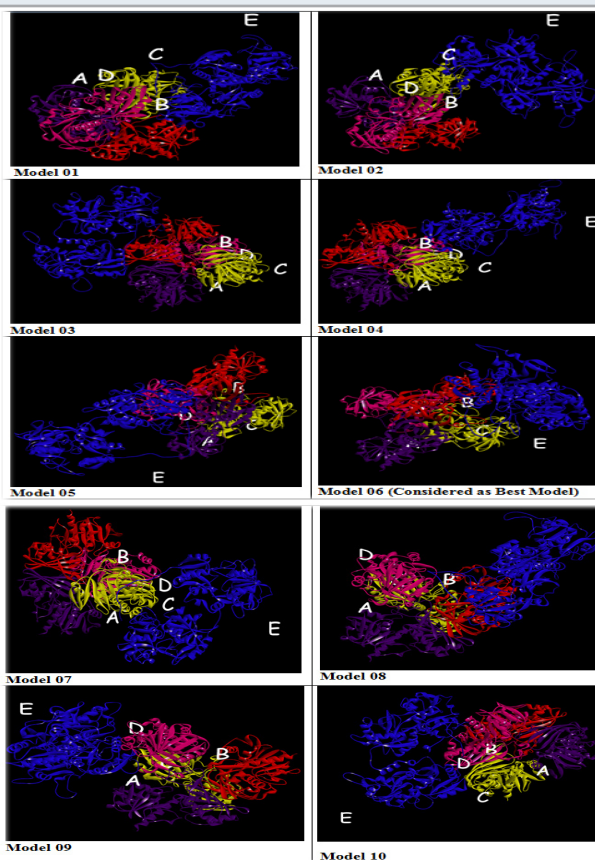 E
C
A D
B
Model 01
E
C
A
D
B
Model 02
B
D
C
A
Model 03
E
B
D
C
A
Model 04
B
D
C
A
E
Model 05
B
C
E
Model 06 (Considered as Best Model)
B
D
C
A
E
Model 07
D
B
A
Model 08
E
D
B
C
A
Model 09
B
D
A
C
E
Model 10